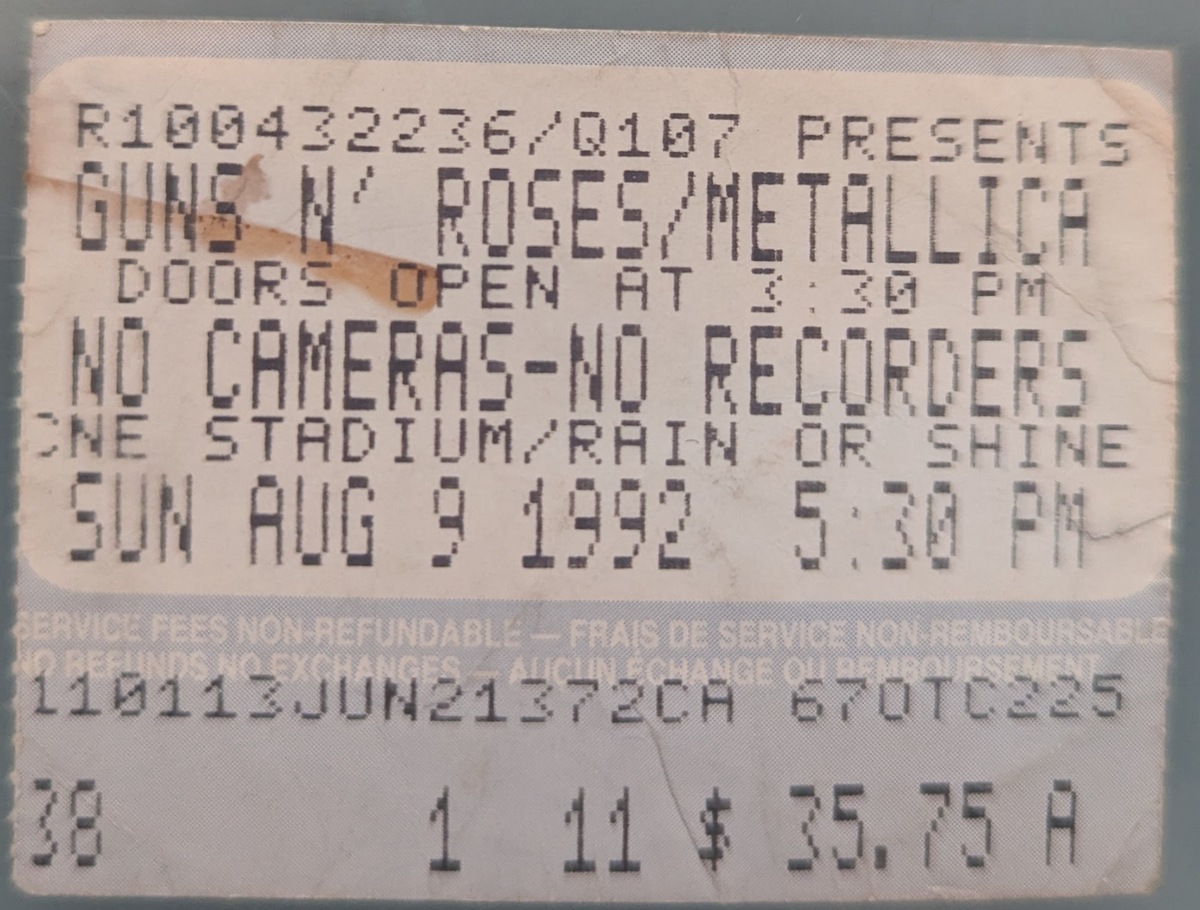 R100432236/Q107 PRESENTS
GUNS N' ROSES/METALLICA
DOORS OPEN AT 3:30 PM
NO CAMERAS-NO RECORDERS
CNE STADIUM/RAIN OR SHINE
SUN AUG 9 1992 5:30 PM
SERVICE FEES NON-REFUNDABLE — FRAIS DE SERVICE NON-REMBOURSABLE
NO REFUNDS NO EXCHANGES — AUCUN ÉCHANGE OU REMBOURSEMENT
110113JUN21372CA 670TC225
38 1 11 $ 35.75 A